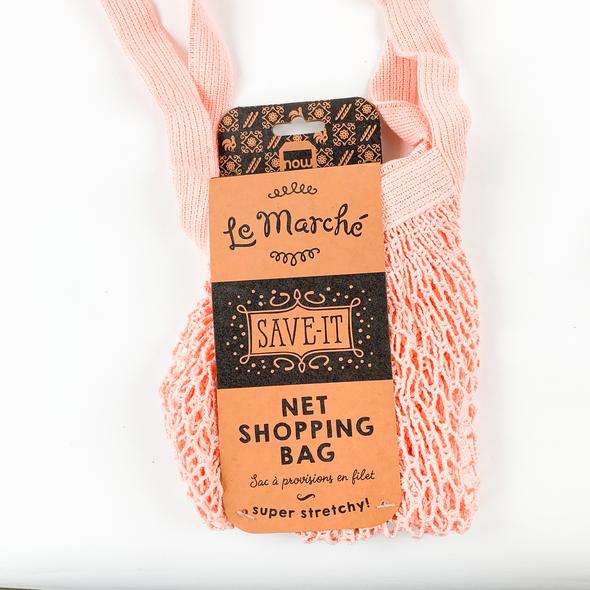 now
Le Marché
SAVE-IT
NET
SHOPPING
BAG
Sac à provisions en filet
super stretchy!